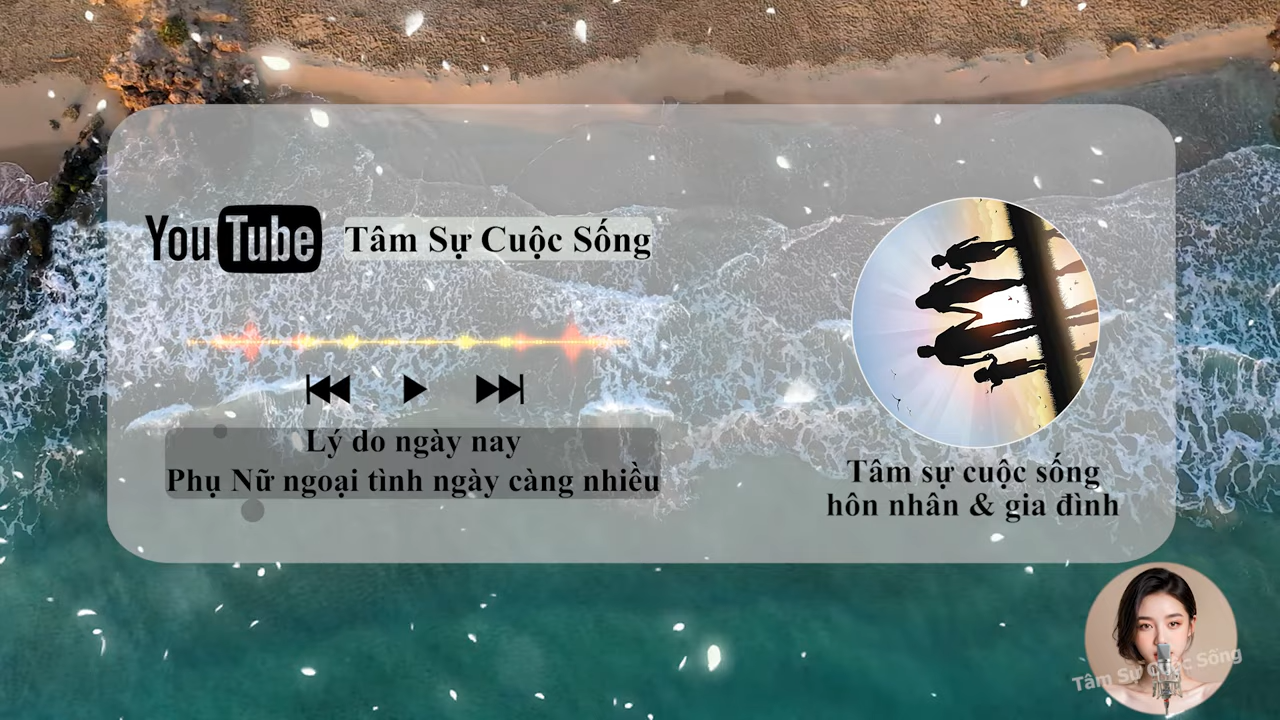 YouTube Tâm Sự Cuộc Sống
Lý do ngày nay
Phụ Nữ ngoại tình ngày càng nhiều
Tâm sự cuộc sống
hôn nhân & gia đình
Tâm Sự Cuộc Sống